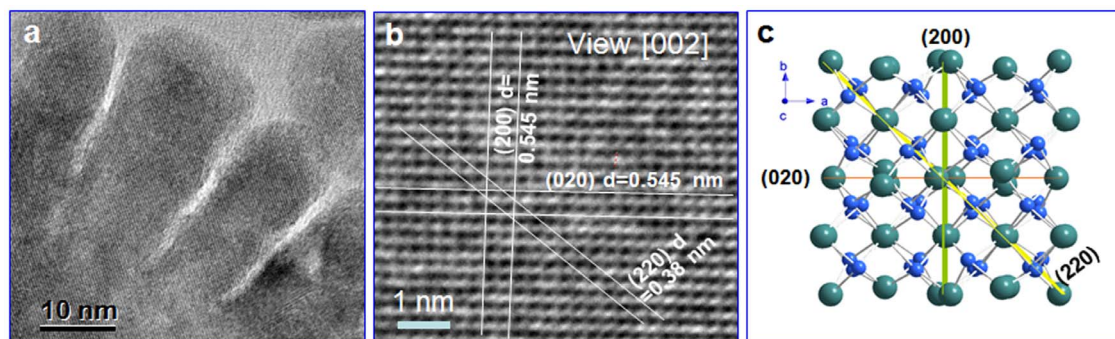 a
10 nm
b
View [002]
(200) d=
0.545 nm
(020) d=0.545 nm
(220) d
=0.38 nm
1 nm
c
(200)
b
a
c
(020)
(220)